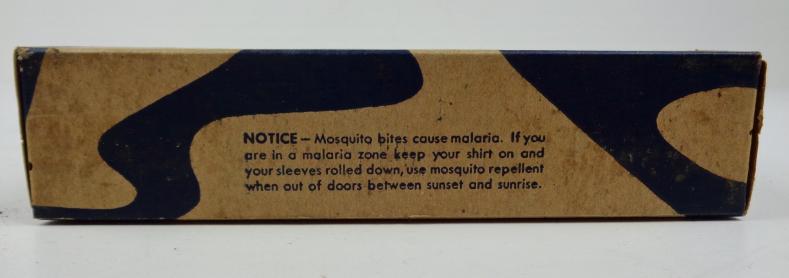 NOTICE — Mosquito bites cause malaria. If you
are in a malaria zone keep your shirt on and
your sleeves rolled down, use mosquito repellent
when out of doors between sunset and sunrise.